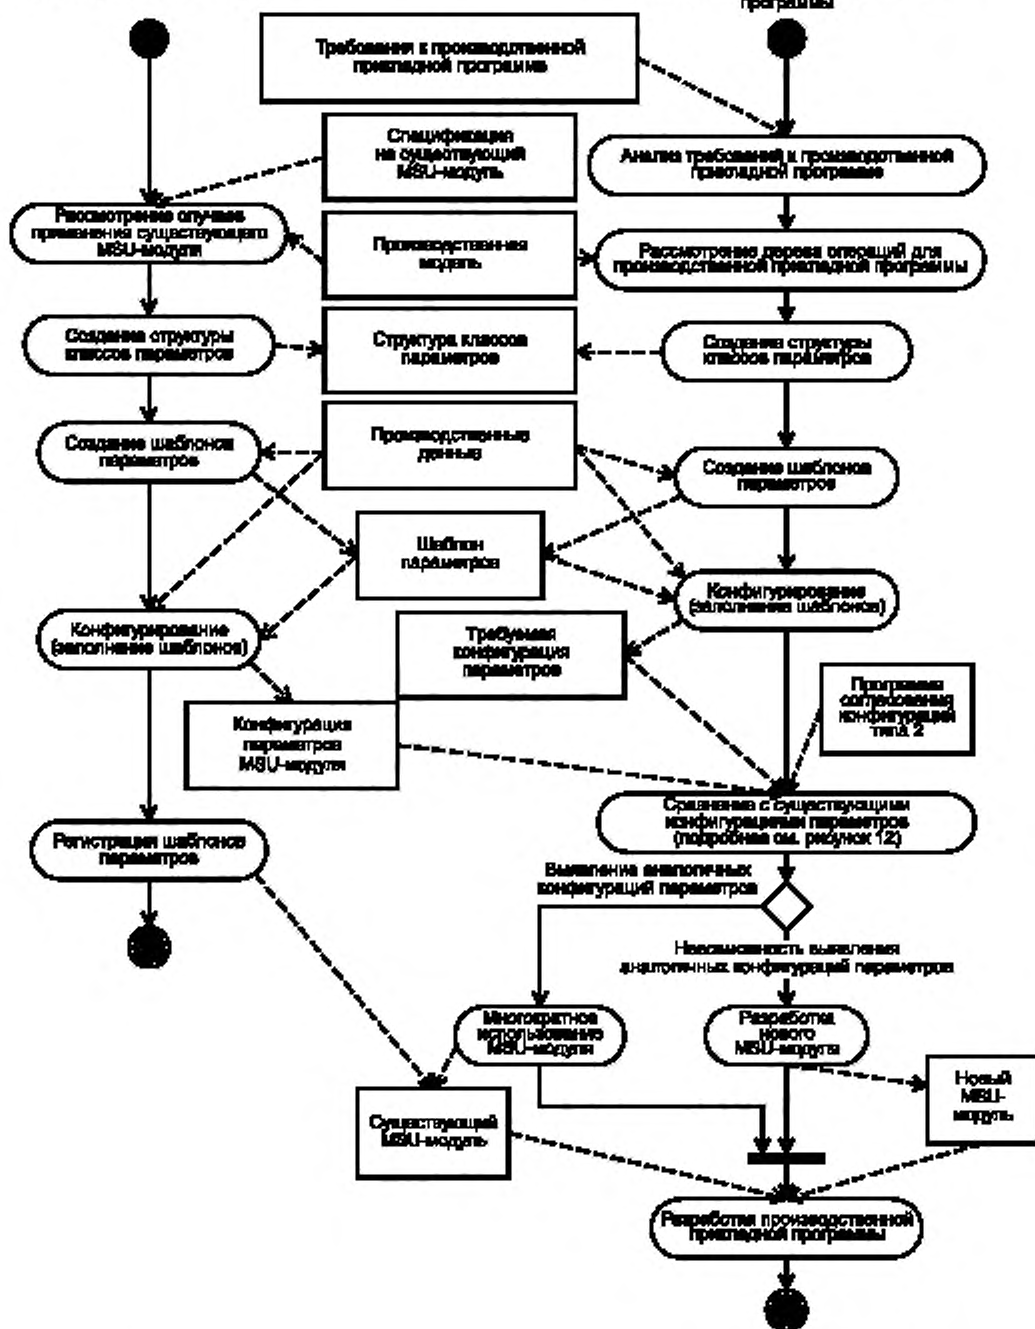 программы
Требования к производственной
прикладной программе
Спецификация
на существующий
MSU-модуль
Анализ требований к производственной
прикладной программе
Рассмотрение случаев
применения существующего
MSU-модуля
Производственная
модель
Рассмотрение дерева операций для
производственной прикладной программы
Создание структуры
классов параметров
Структура классов
параметров
Создание структуры
классов параметров
Создание шаблонов
параметров
Производственные
данные
Создание шаблонов
параметров
Шаблон
параметров
Конфигурирование
(заполнение шаблонов)
Конфигурирование
(заполнение шаблонов)
Требуемая
конфигурация
параметров
Программа
согласования
конфигураций
типа 2
Конфигурация
параметров
MSU-модуля
Сравнение с существующими
конфигурациями параметров
(подробнее см. рисунок 12)
Регистрация шаблонов
параметров
Выявление аналогичных
конфигураций параметров
Невозможность выявления
аналогичных конфигураций параметров
Многократное
использование
MSU-модуля
Разработка
нового
MSU-модуля
Новый
MSU-
модуль
Существующий
MSU-модуль
Разработка производственной
прикладной программы